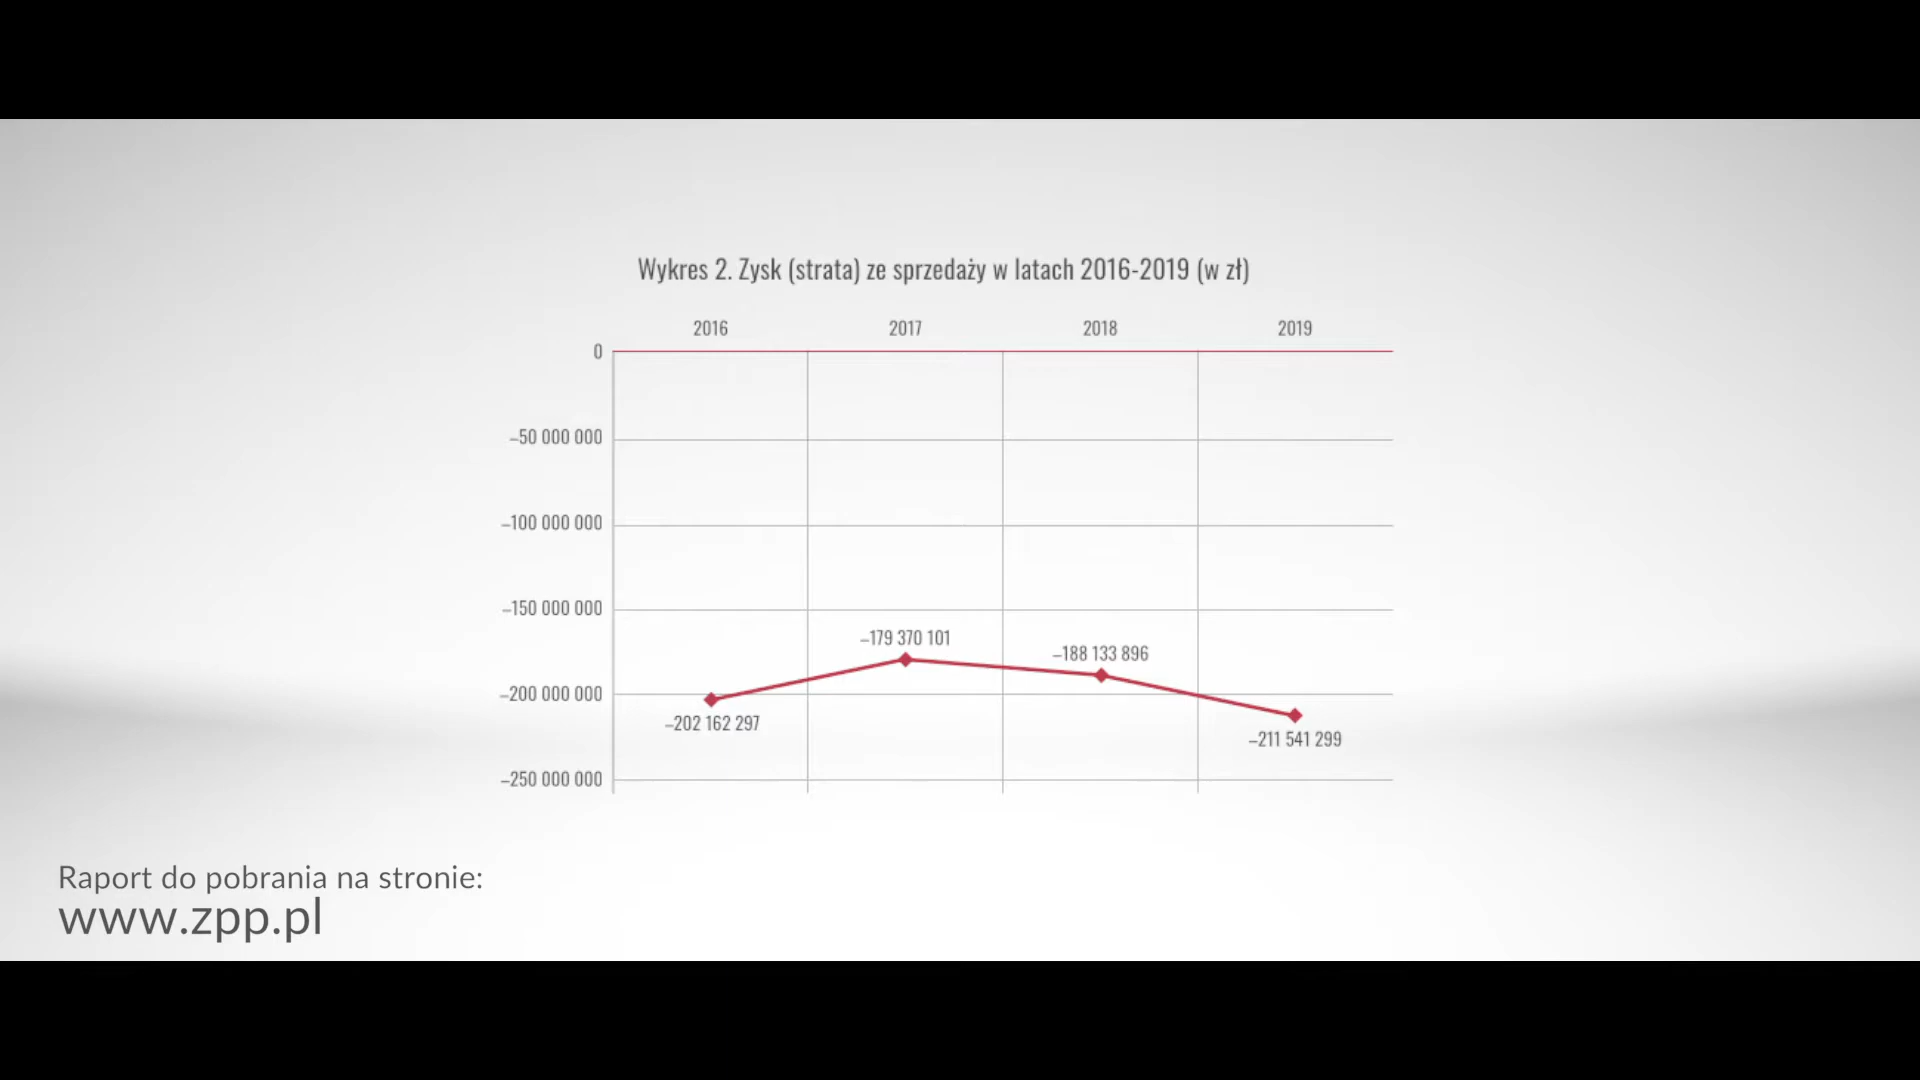 Wykres 2. Zysk (strata) ze sprzedaży w latach 2016-2019 (w zł)
2016 2017 2018 2019
0
–50 000 000
–100 000 000
–150 000 000
–179 370 101
–188 133 896
–200 000 000
–202 162 297
–211 541 299
–250 000 000
Raport do pobrania na stronie:
www.zpp.pl